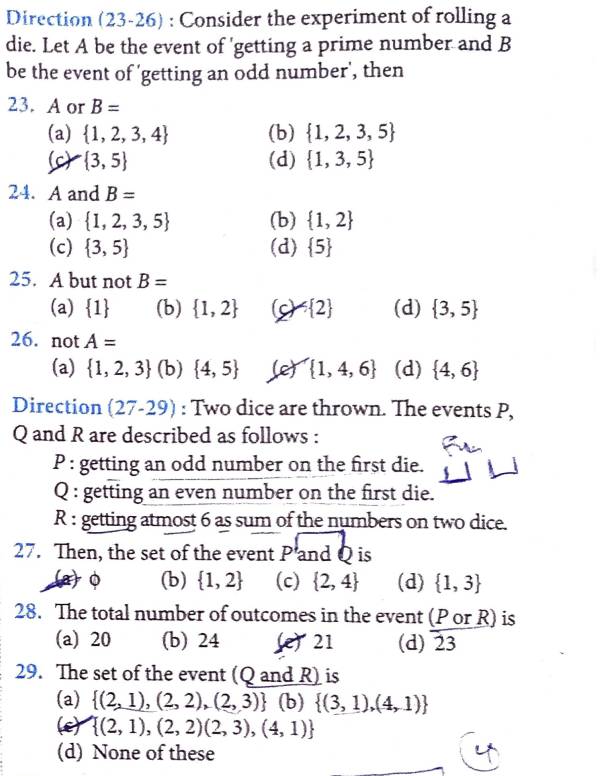 Direction (23-26) : Consider the experiment of rolling a
die. Let A be the event of 'getting a prime number and B
be the event of 'getting an odd number', then
23. A or B =
(a) {1, 2, 3, 4} (b) {1, 2, 3, 5}
(c) {3, 5} (d) {1, 3, 5}
24. A and B =
(a) {1, 2, 3, 5} (b) {1, 2}
(c) {3, 5} (d) {5}
25. A but not B =
(a) {1} (b) {1, 2} (c) {2} (d) {3, 5}
26. not A =
(a) {1, 2, 3} (b) {4, 5} (c) {1, 4, 6} (d) {4, 6}
Direction (27-29) : Two dice are thrown. The events P,
Q and R are described as follows :
P : getting an odd number on the first die.
Q : getting an even number on the first die.
R : getting atmost 6 as sum of the numbers on two dice.
27. Then, the set of the event P and Q is
(a) ϕ (b) {1, 2} (c) {2, 4} (d) {1, 3}
28. The total number of outcomes in the event (P or R) is
(a) 20 (b) 24 (c) 21 (d) 23
29. The set of the event (Q and R) is
(a) {(2, 1), (2, 2), (2, 3)} (b) {(3, 1).(4, 1)}
(c) {(2, 1), (2, 2)(2, 3), (4, 1)}
(d) None of these
4